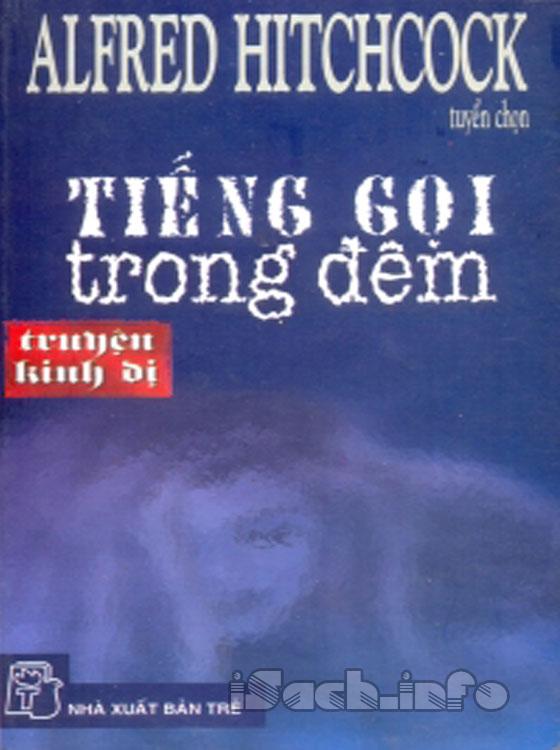 ALFRED HITCHCOCK
tuyển chọn
TIẾNG GỌI
trong đêm
truyện
kinh dị
NHÀ XUẤT BẢN TRẺ
iSach.info